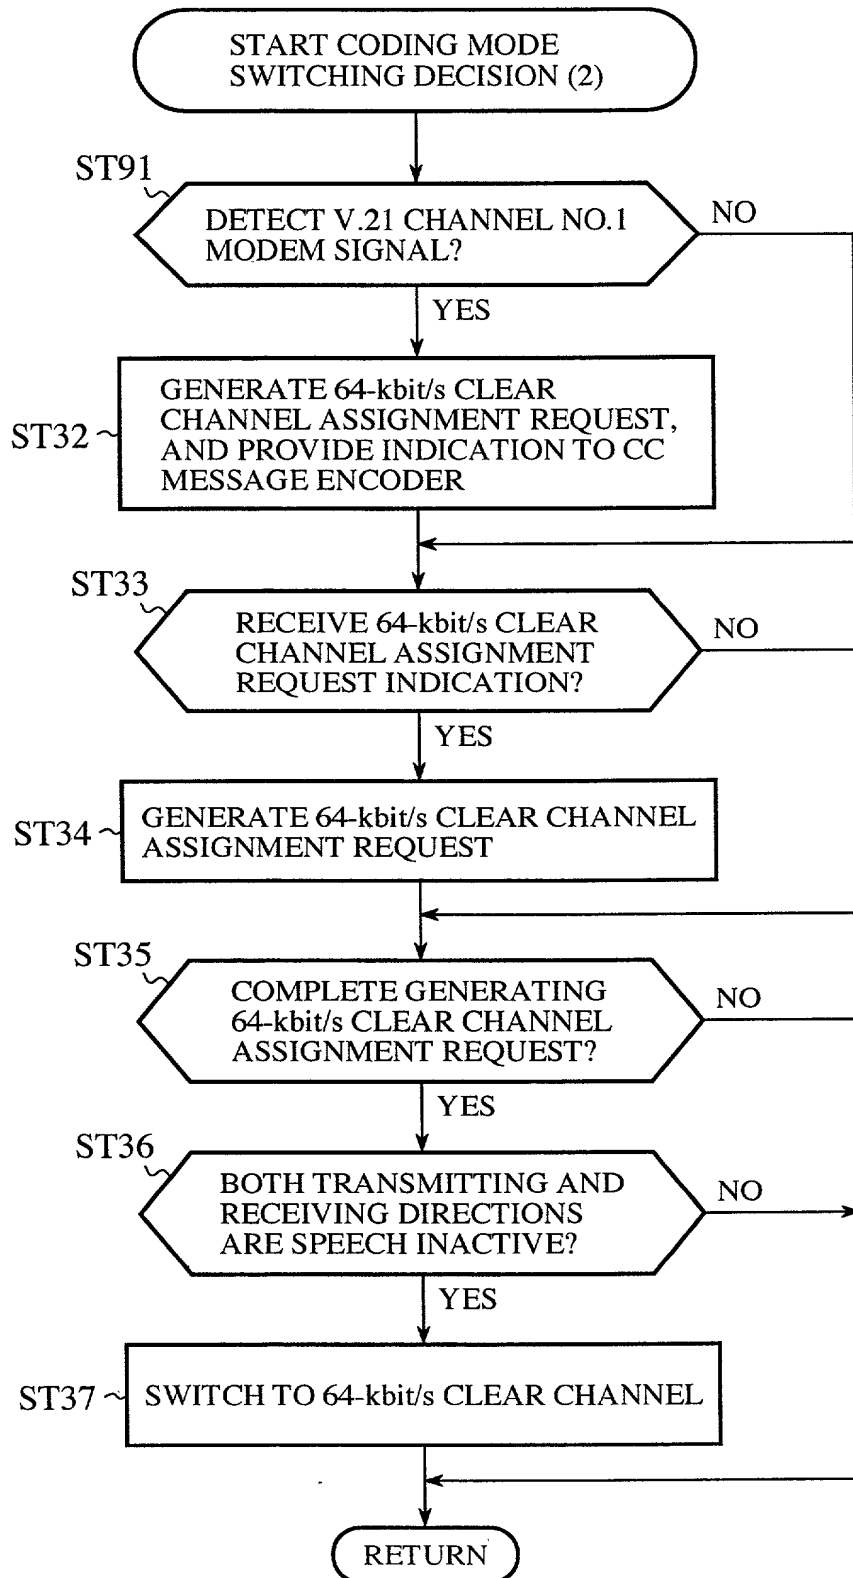 START CODING MODE
SWITCHING DECISION (2)
ST91
DETECT V.21 CHANNEL NO.1
MODEM SIGNAL?
NO
YES
ST32
GENERATE 64-kbit/s CLEAR
CHANNEL ASSIGNMENT REQUEST,
AND PROVIDE INDICATION TO CC
MESSAGE ENCODER
ST33
RECEIVE 64-kbit/s CLEAR
CHANNEL ASSIGNMENT
REQUEST INDICATION?
NO
YES
ST34
GENERATE 64-kbit/s CLEAR CHANNEL
ASSIGNMENT REQUEST
ST35
COMPLETE GENERATING
64-kbit/s CLEAR CHANNEL
ASSIGNMENT REQUEST?
NO
YES
ST36
BOTH TRANSMITTING AND
RECEIVING DIRECTIONS
ARE SPEECH INACTIVE?
NO
YES
ST37
SWITCH TO 64-kbit/s CLEAR CHANNEL
RETURN